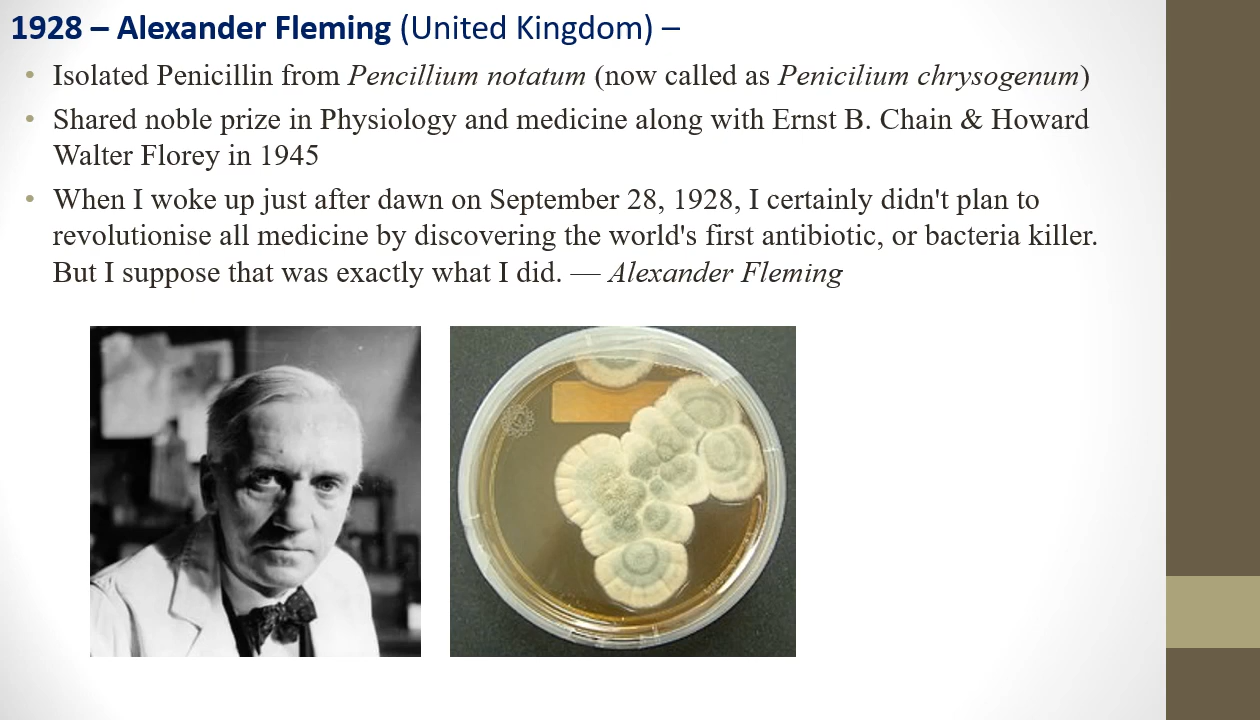 1928 – Alexander Fleming (United Kingdom) –
• Isolated Penicillin from Pencillium notatum (now called as Penicilium chrysogenum)
• Shared noble prize in Physiology and medicine along with Ernst B. Chain & Howard
Walter Florey in 1945
• When I woke up just after dawn on September 28, 1928, I certainly didn't plan to
revolutionise all medicine by discovering the world's first antibiotic, or bacteria killer.
But I suppose that was exactly what I did. — Alexander Fleming